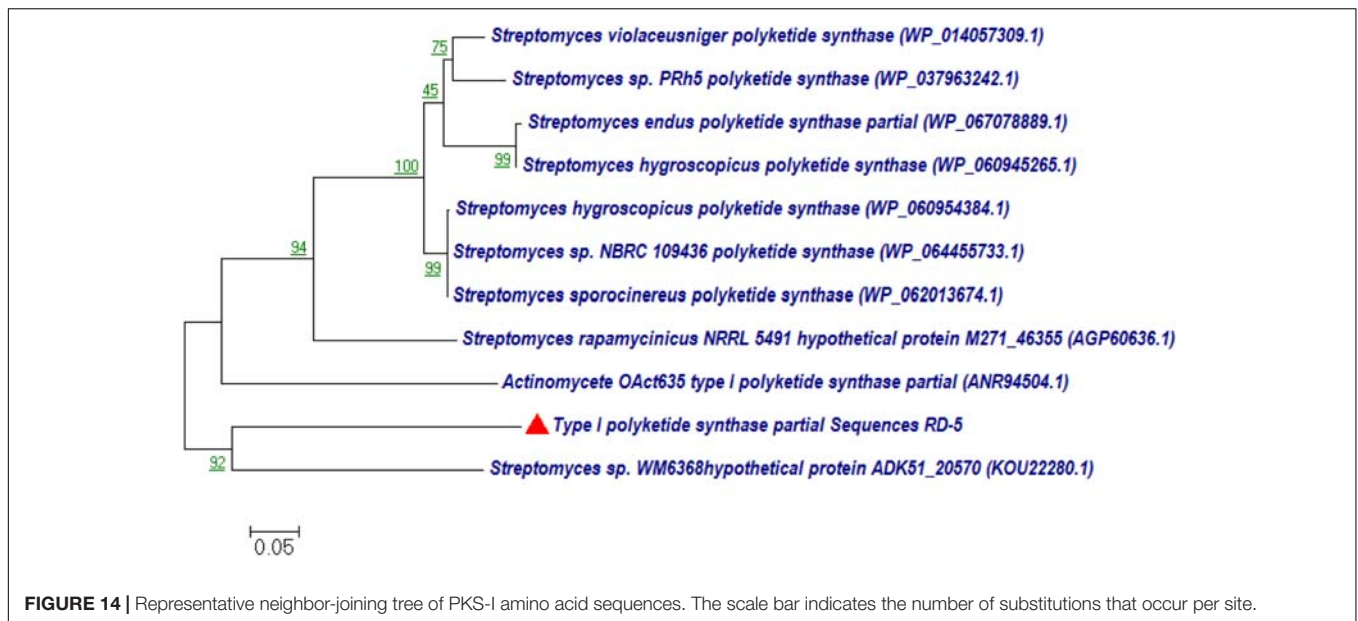 Streptomyces violaceusniger polyketide synthase (WP_014057309.1)
75
Streptomyces sp. PRh5 polyketide synthase (WP_037963242.1)
45
Streptomyces endus polyketide synthase partial (WP_067078889.1)
99
Streptomyces hygroscopicus polyketide synthase (WP_060945265.1)
100
Streptomyces hygroscopicus polyketide synthase (WP_060954384.1)
94
Streptomyces sp. NBRC 109436 polyketide synthase (WP_064455733.1)
99
Streptomyces sporocinereus polyketide synthase (WP_062013674.1)
Streptomyces rapamycinicus NRRL 5491 hypothetical protein M271_46355 (AGP60636.1)
Actinomycete OAct635 type I polyketide synthase partial (ANR94504.1)
Type I polyketide synthase partial Sequences RD-5
92
Streptomyces sp. WM6368hypothetical protein ADK51_20570 (KOU22280.1)
0.05
FIGURE 14 | Representative neighbor-joining tree of PKS-I amino acid sequences. The scale bar indicates the number of substitutions that occur per site.